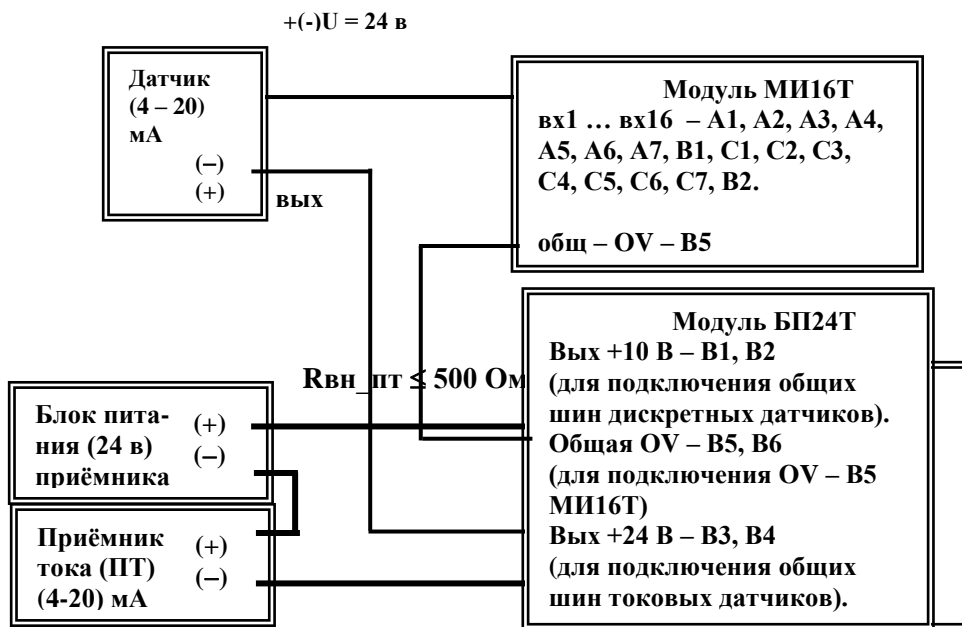 +(-)U = 24 в
Датчик
(4 – 20)
мА
(–)
(+)
вых
Модуль МИ16Т
вх1 ... вх16 – А1, А2, А3, А4,
А5, А6, А7, В1, С1, С2, С3,
С4, С5, С6, С7, В2.
общ – OV – В5
Модуль БП24Т
Вых +10 В – В1, В2
(для подключения общих
шин дискретных датчиков).
Общая OV – В5, В6
(для подключения OV – В5
МИ16Т)
Вых +24 В – В3, В4
(для подключения общих
шин токовых датчиков).
Rвн_пт ≤ 500 Ом
Блок пита-
ния (24 в)
приёмника
(+)
(–)
Приёмник
тока (ПТ)
(4-20) мА
(+)
(–)